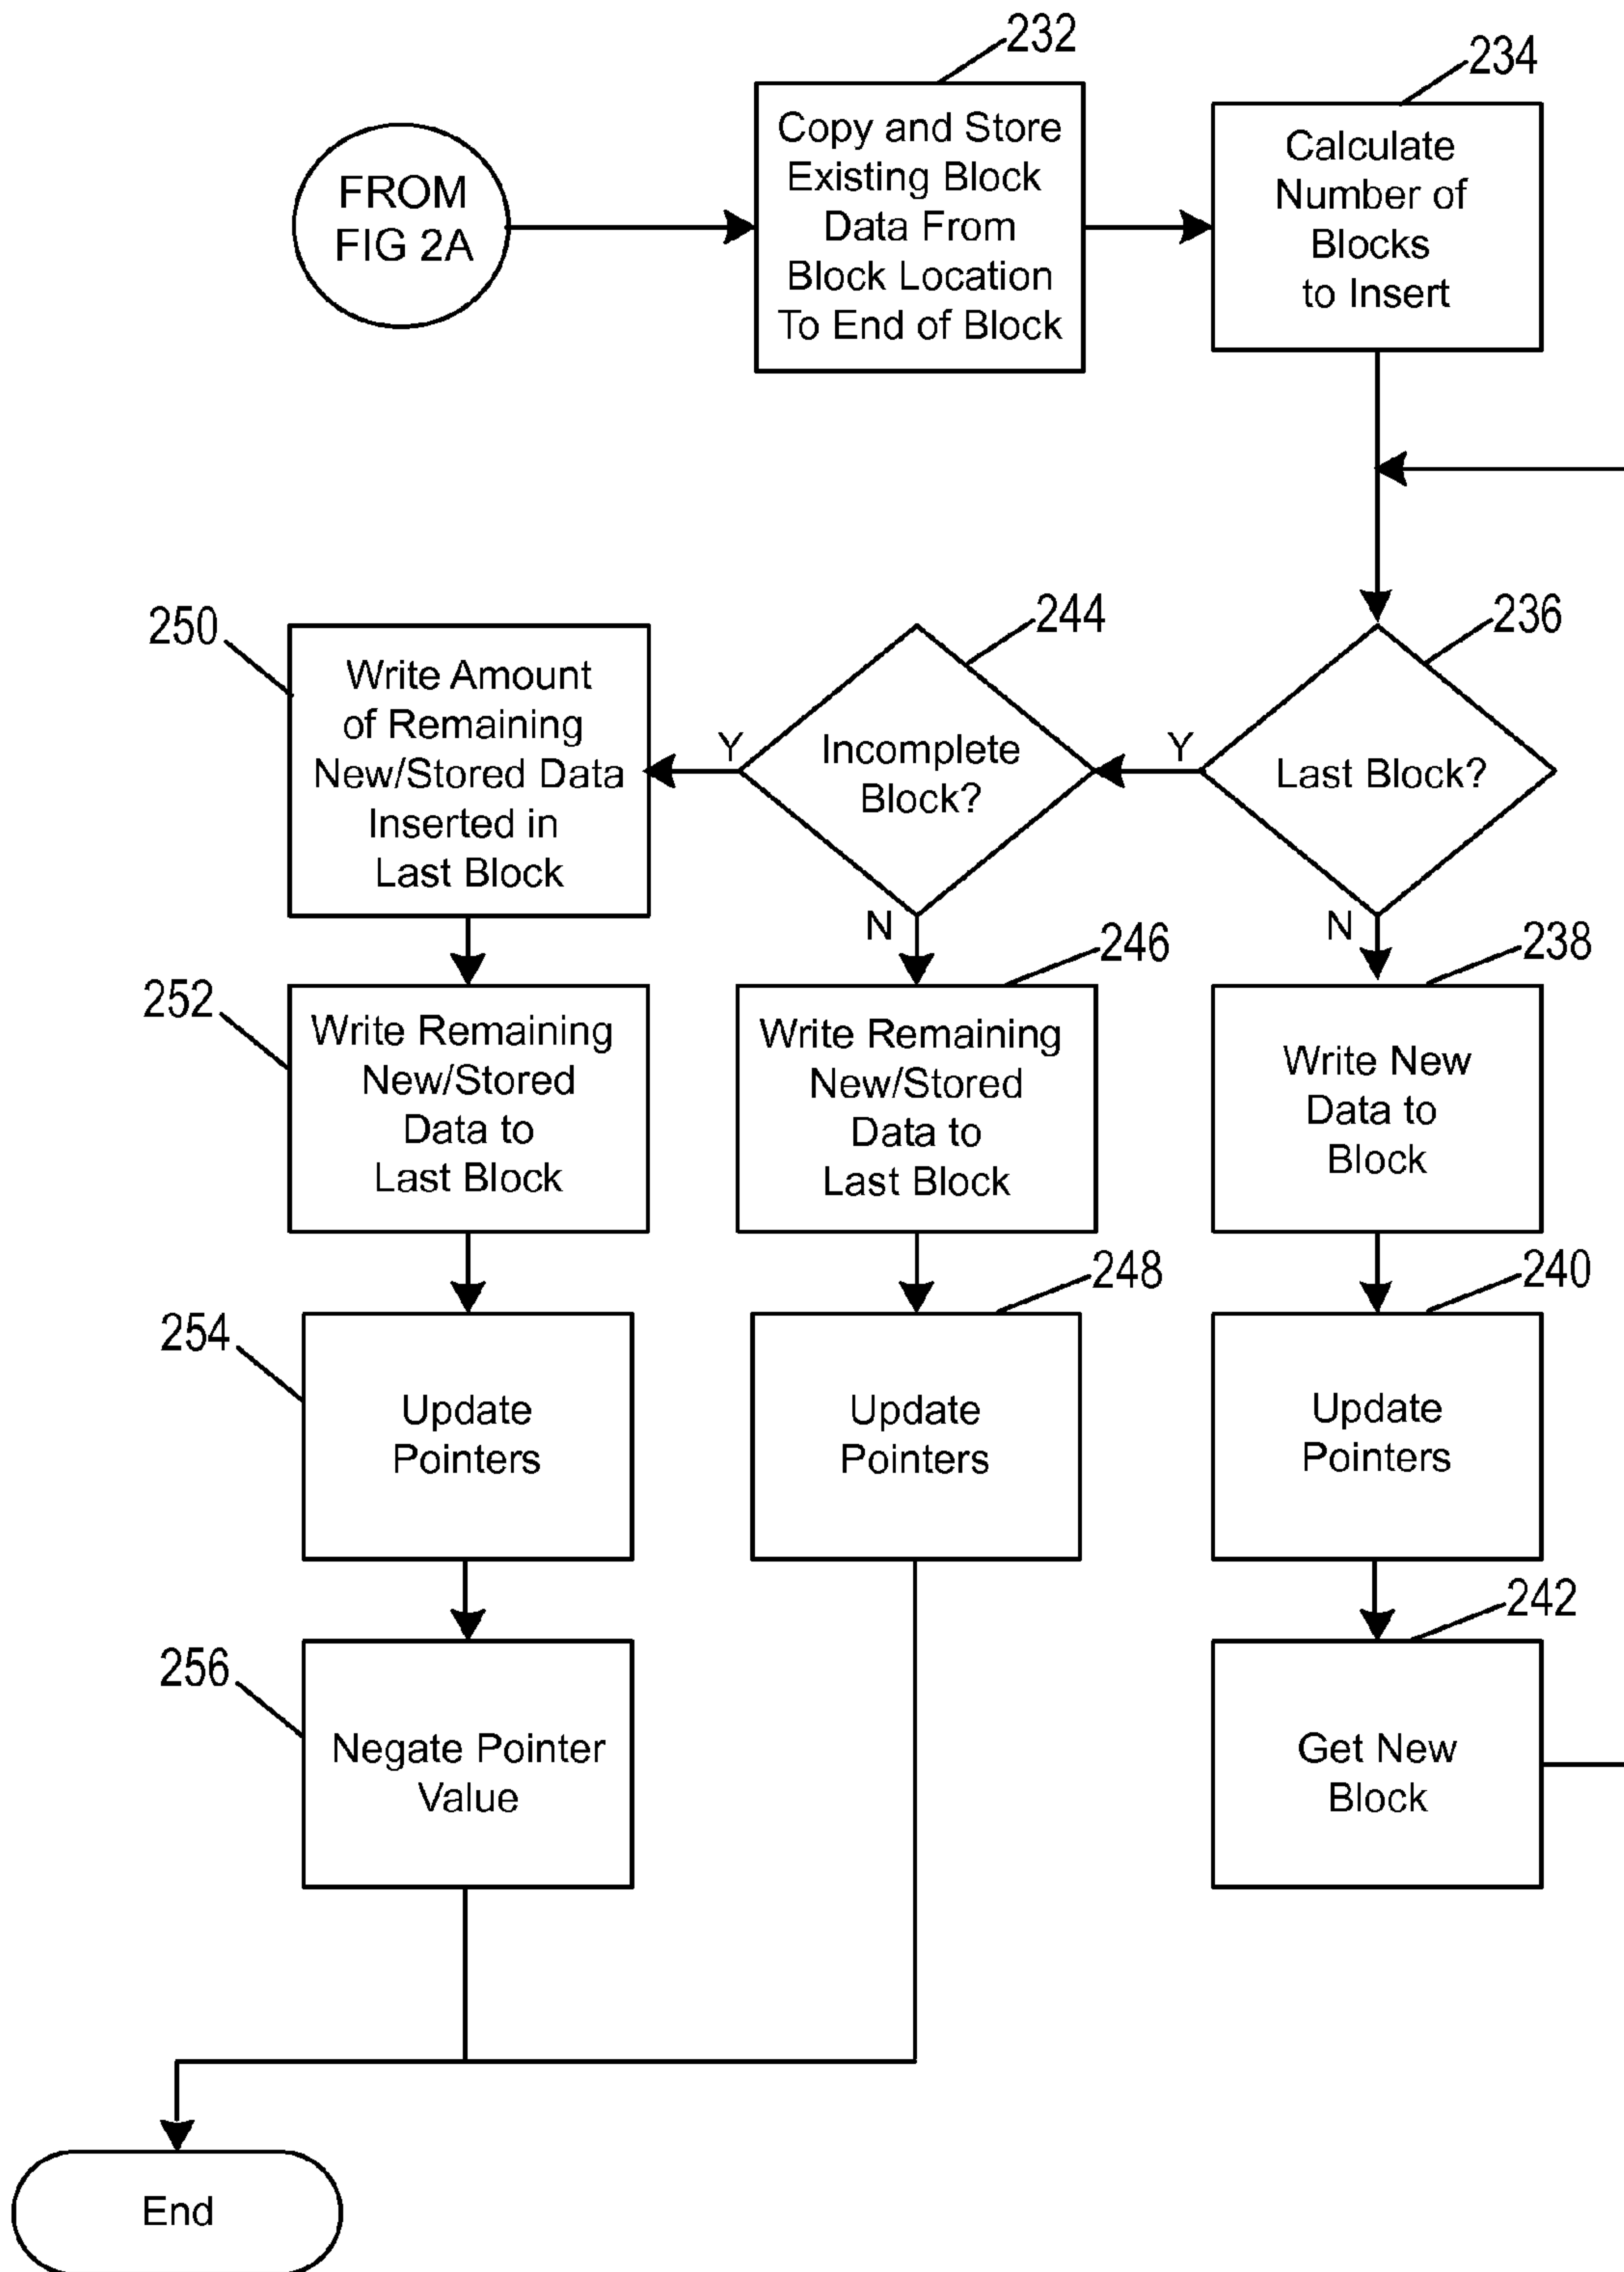 232
234
FROM
FIG 2A
Copy and Store
Existing Block
Data From
Block Location
To End of Block
Calculate
Number of
Blocks
to Insert
250
244
236
Write Amount
of Remaining
New/Stored Data
Inserted in
Last Block
Y
Incomplete
Block?
Y
Last Block?
N
N
252
246
238
Write Remaining
New/Stored
Data to
Last Block
Write Remaining
New/Stored
Data to
Last Block
Write New
Data to
Block
254
248
240
Update
Pointers
Update
Pointers
Update
Pointers
256
242
Negate Pointer
Value
Get New
Block
End